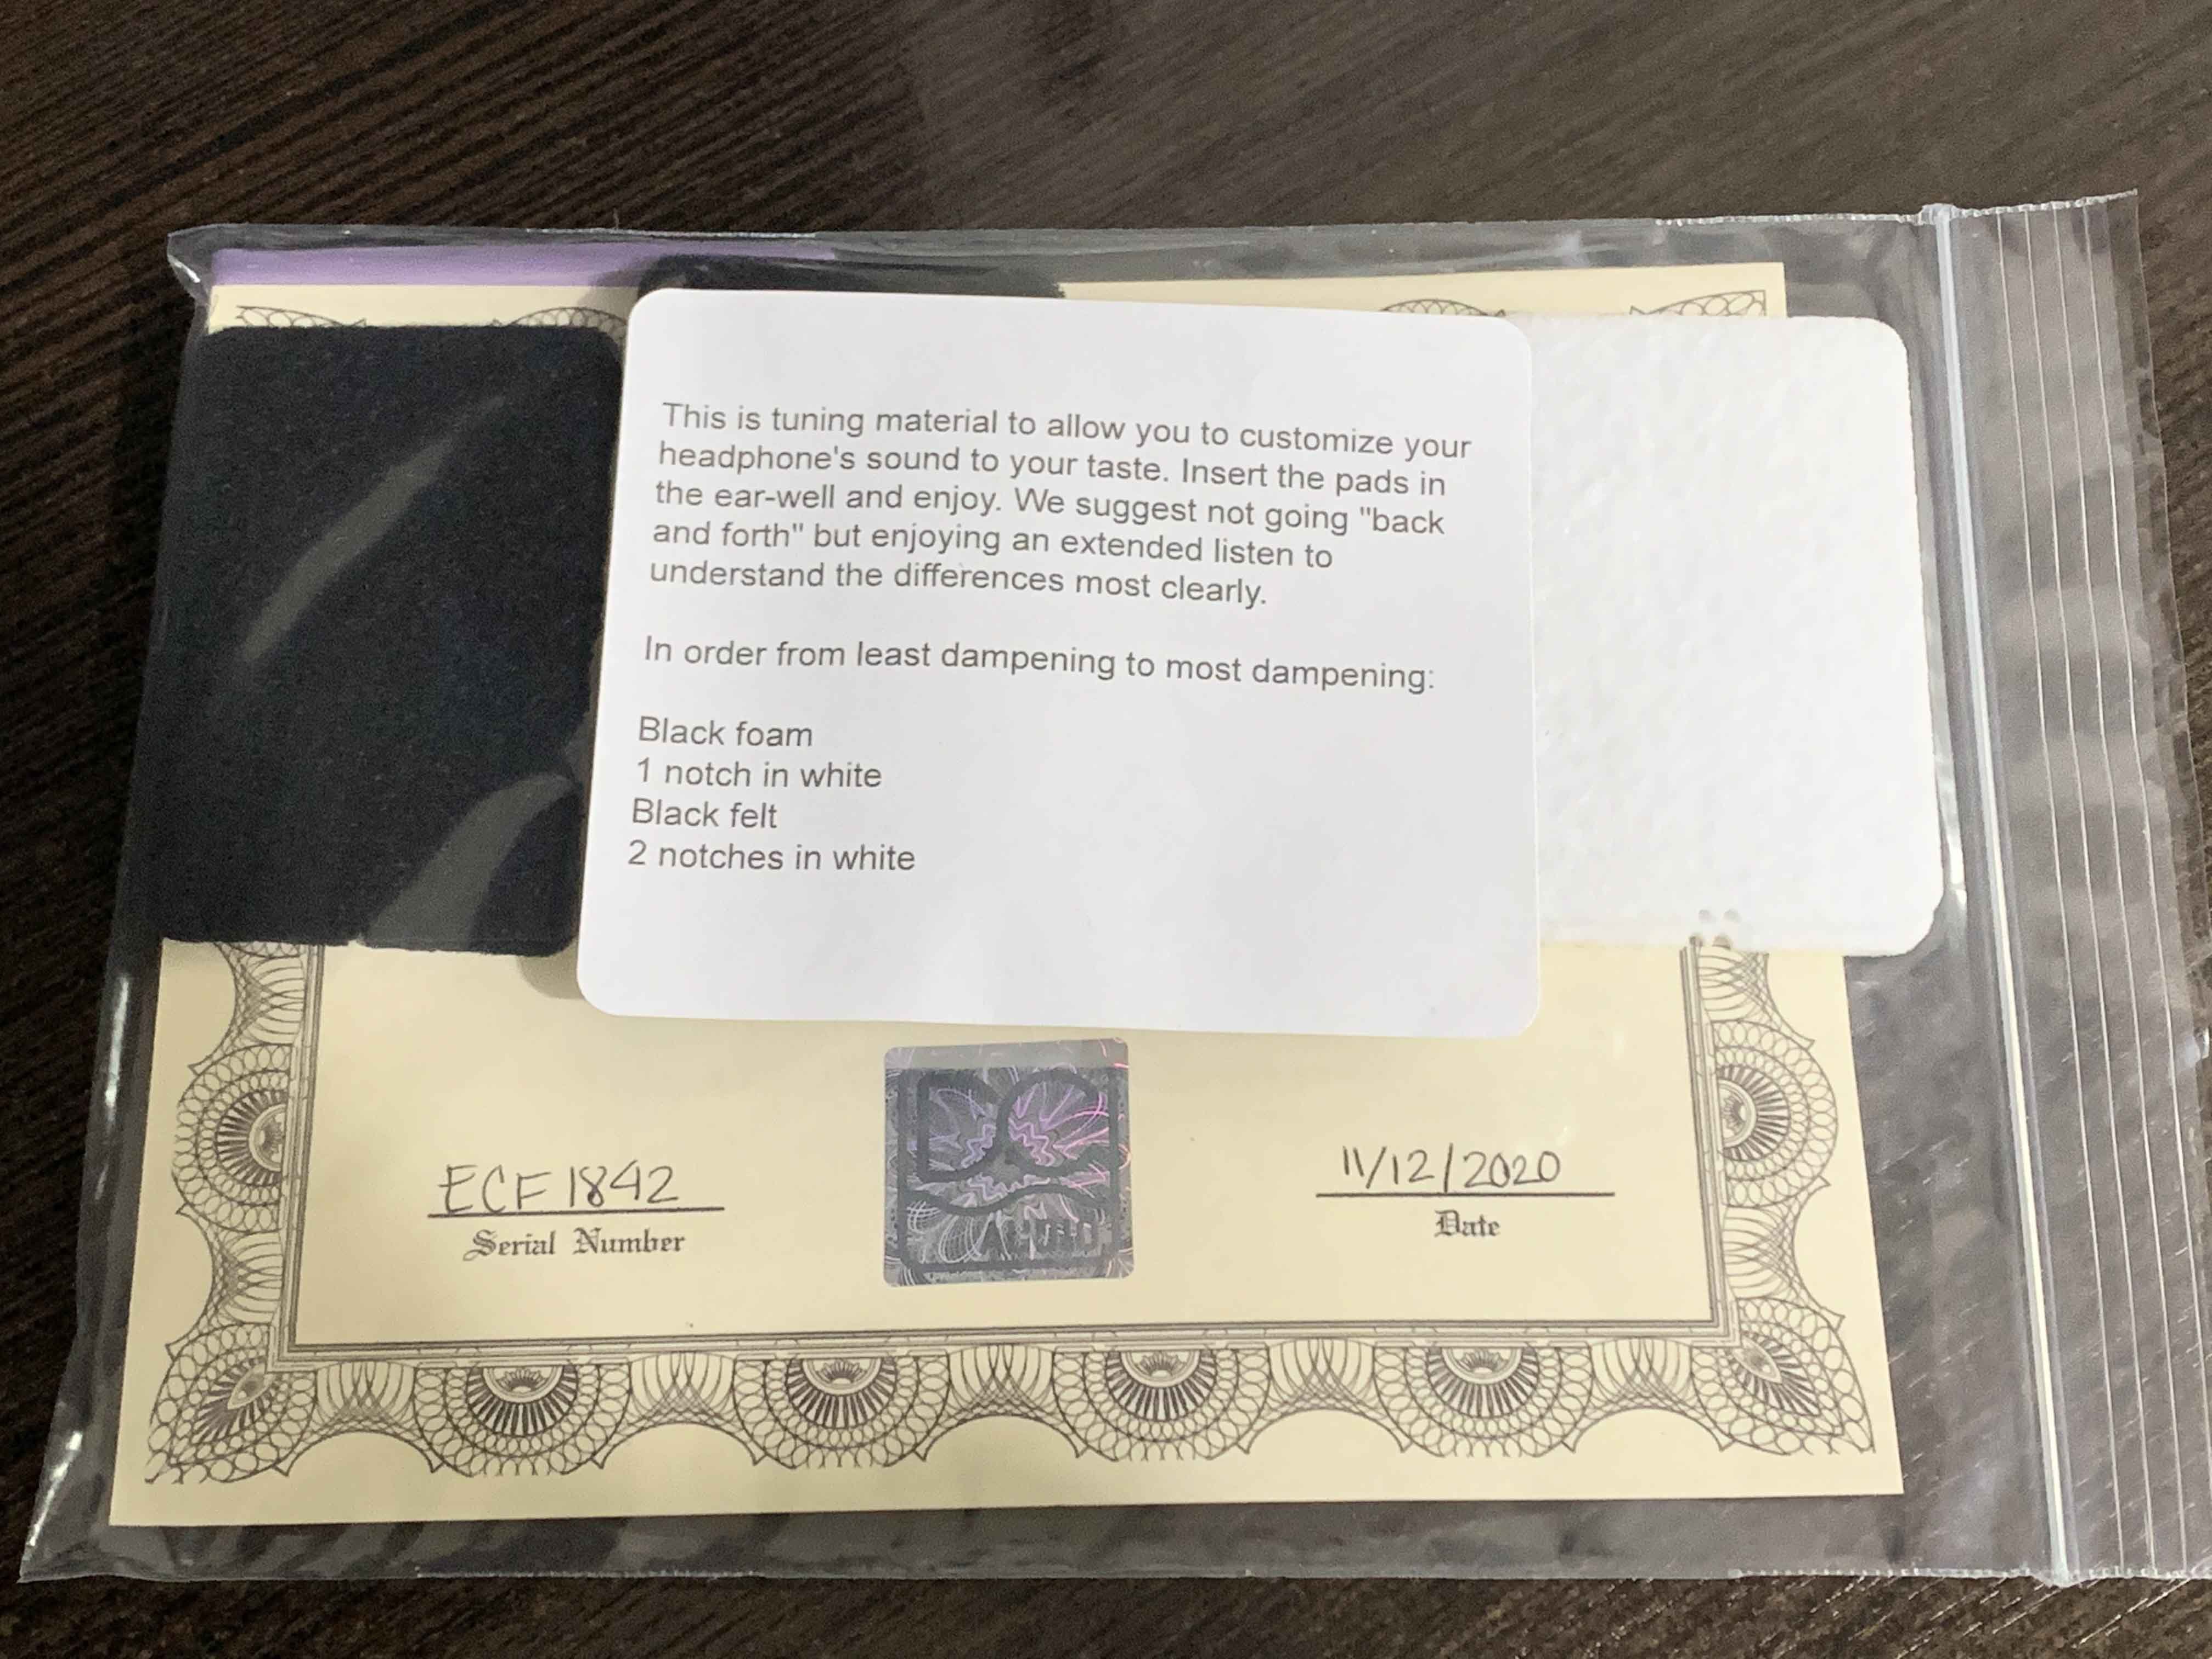 This is tuning material to allow you to customize your
headphone's sound to your taste. Insert the pads in
the ear-well and enjoy. We suggest not going "back
and forth" but enjoying an extended listen to
understand the differences most clearly.
In order from least dampening to most dampening:
Black foam
1 notch in white
Black felt
2 notches in white
ECF1842
Serial Number
11/12/2020
Date